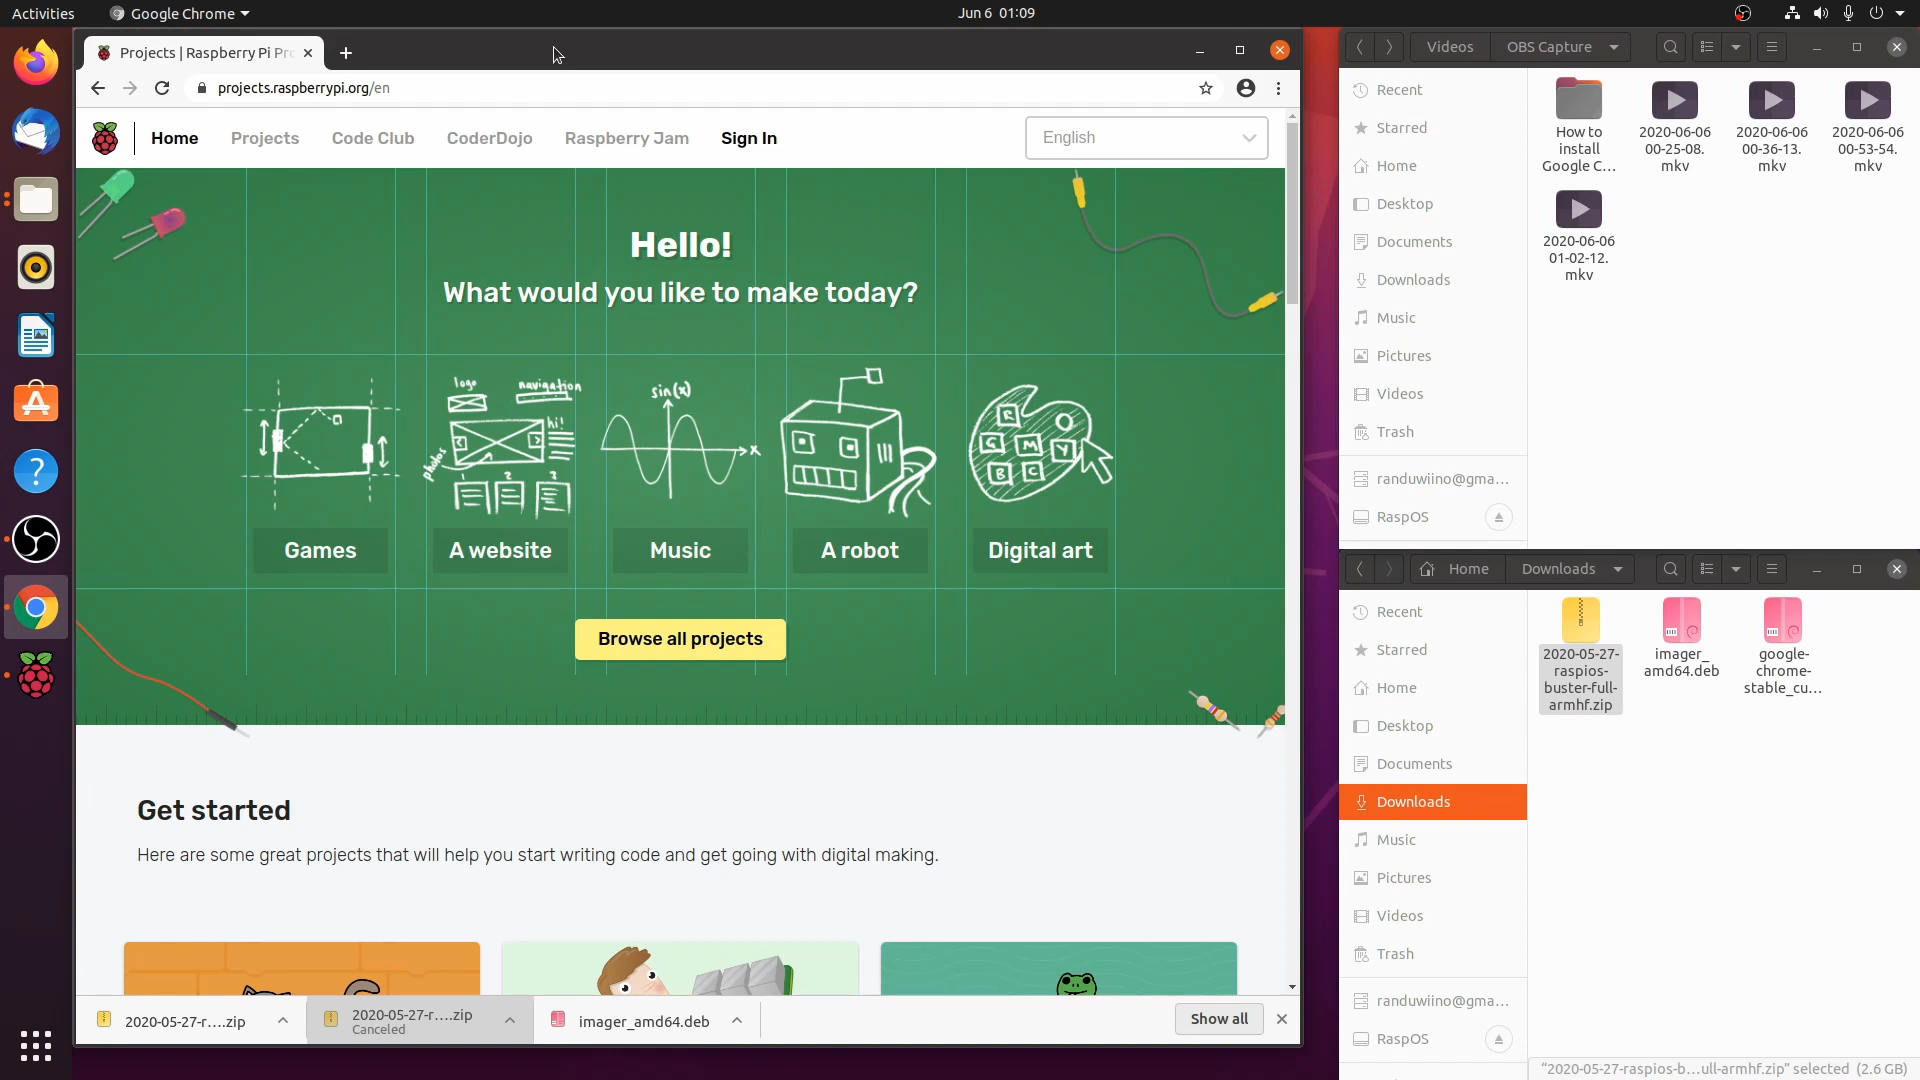 Activities
Google Chrome
Jun 6 01:09
Projects | Raspberry Pi Pr
projects.raspberrypi.org/en
Home
Projects
Code Club
CoderDojo
Raspberry Jam
Sign In
English
Hello!
What would you like to make today?
logo
navigation
hi!
photos
2
3
sin(x)
x
R
G
M
Y
B
C
Games
A website
Music
A robot
Digital art
Browse all projects
Get started
Here are some great projects that will help you start writing code and get going with digital making.
2020-05-27-r....zip
2020-05-27-r....zip
Canceled
imager_amd64.deb
Show all
Videos
OBS Capture
Recent
Starred
Home
Desktop
Documents
Downloads
Music
Pictures
Videos
Trash
randuwiino@gma...
RaspOS
How to
install
Google C...
2020-06-06
00-25-08.
mkv
2020-06-06
00-36-13.
mkv
2020-06-06
00-53-54.
mkv
2020-06-06
01-02-12.
mkv
Home
Downloads
Recent
Starred
Home
Desktop
Documents
Downloads
Music
Pictures
Videos
Trash
randuwiino@gma...
RaspOS
2020-05-27-
raspios-
buster-full-
armhf.zip
imager_
amd64.deb
google-
chrome-
stable_cu...
"2020-05-27-raspios-b...ull-armhf.zip" selected (2.6 GB)